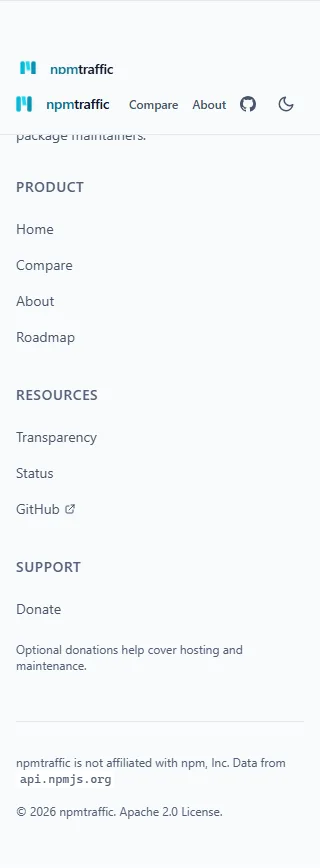 npmtraffic
npmtraffic Compare About
package maintainers.
PRODUCT
Home
Compare
About
Roadmap
RESOURCES
Transparency
Status
GitHub
SUPPORT
Donate
Optional donations help cover hosting and
maintenance.
npmtraffic is not affiliated with npm, Inc. Data from
api.npmjs.org
© 2026 npmtraffic. Apache 2.0 License.